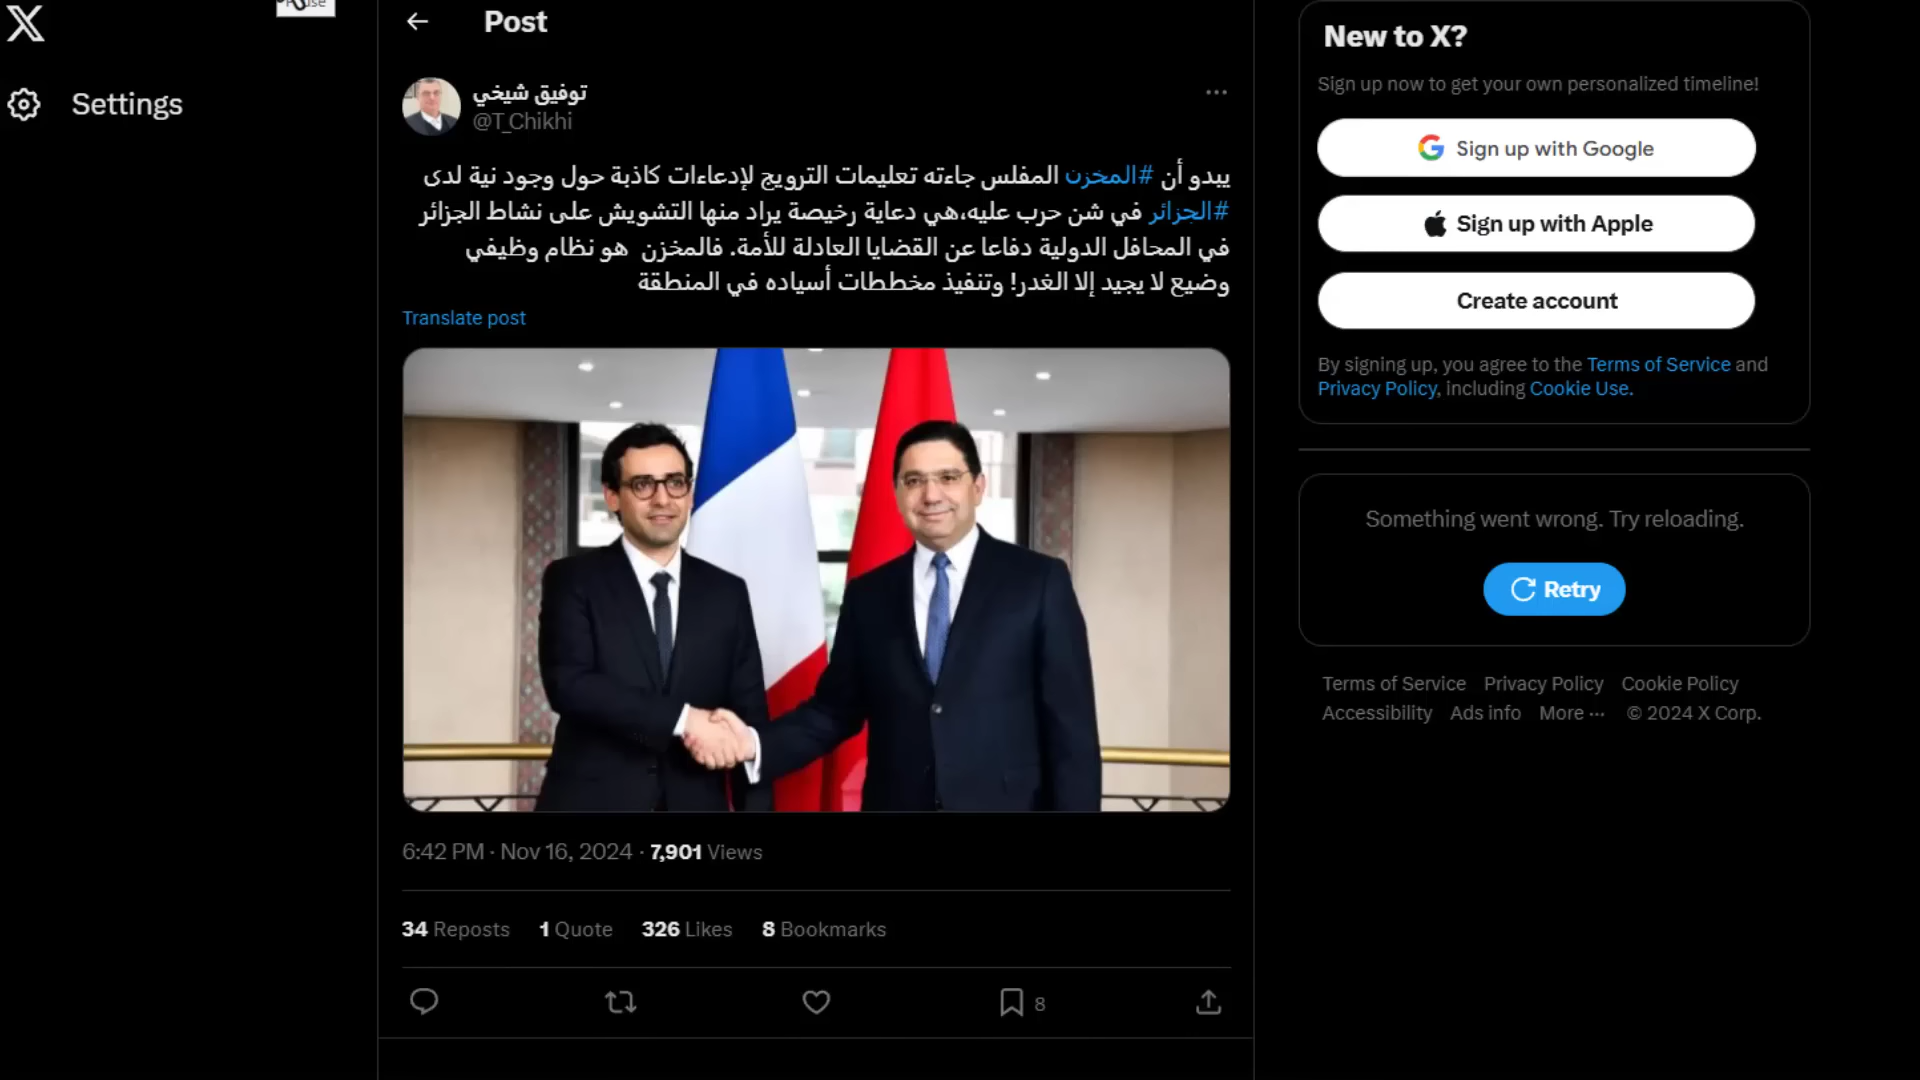 Settings
Post
توفيق شيخي
@T_Chikhi
يبدو أن #المخزن المفلس جاءته تعليمات الترويج لإدعاءات كاذبة حول وجود نية لدى
#الجزائر في شن حرب عليه،هي دعاية رخيصة يراد منها التشويش على نشاط الجزائر
في المحافل الدولية دفاعا عن القضايا العادلة للأمة. فالمخزن هو نظام وظيفي
وضيع لا يجيد إلا الغدر! وتنفيذ مخططات أسياده في المنطقة
Translate post
6:42 PM · Nov 16, 2024 · 7,901 Views
34 Reposts 1 Quote 326 Likes 8 Bookmarks
8
New to X?
Sign up now to get your own personalized timeline!
Sign up with Google
Sign up with Apple
Create account
By signing up, you agree to the Terms of Service and
Privacy Policy, including Cookie Use.
Something went wrong. Try reloading.
Retry
Terms of Service Privacy Policy Cookie Policy
Accessibility Ads info More ··· © 2024 X Corp.